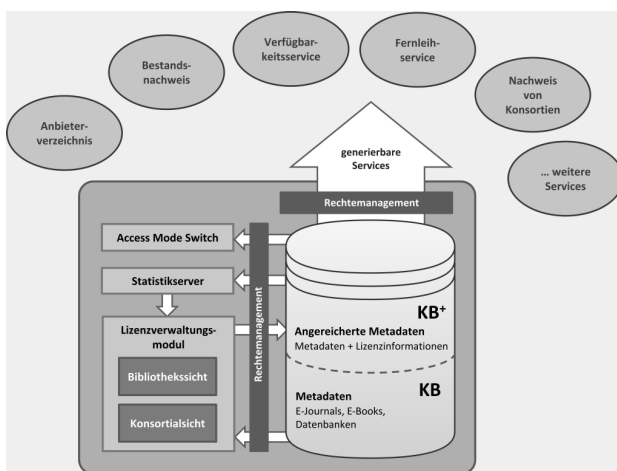 Verfügbar-
keitsservice
Fernleih-
service
Bestands-
nachweis
Nachweis
von
Konsortien
Anbieter-
verzeichnis
generierbare
Services
... weitere
Services
Rechtemanagement
Access Mode Switch
Statistikserver
Rechtemanagement
KB+
Lizenzverwaltungs-
modul
Angereicherte Metadaten
Metadaten + Lizenzinformationen
Bibliothekssicht
KB
Metadaten
E-Journals, E-Books,
Datenbanken
Konsortialsicht